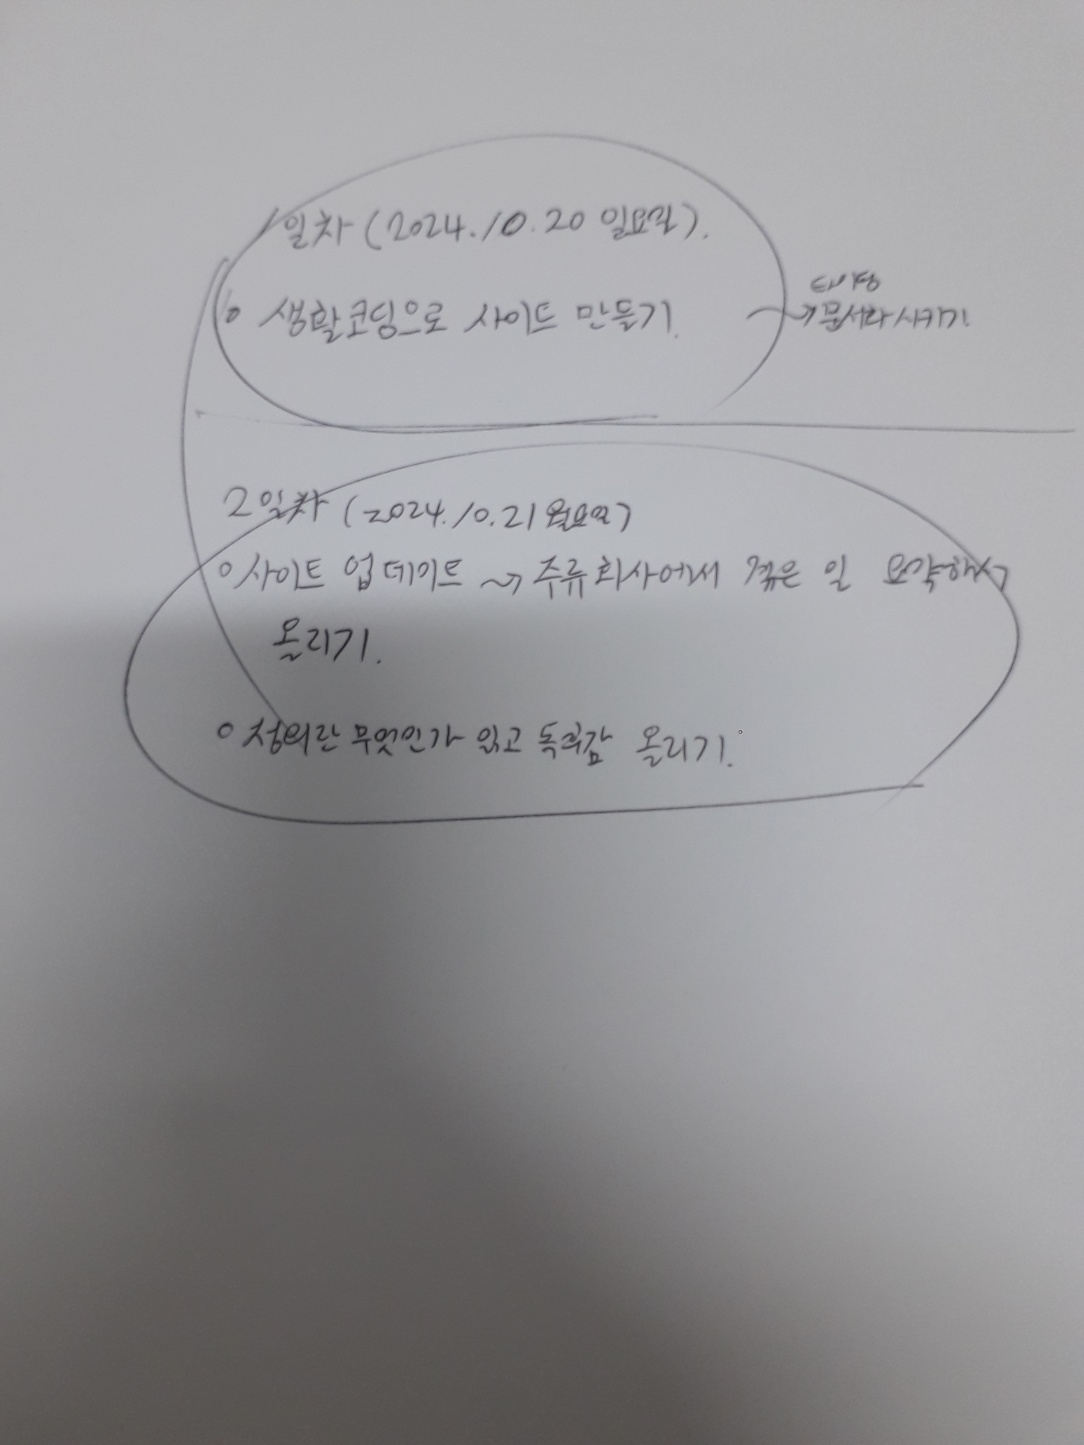 1일차 (2024.10.20 일요일).
○ 생활코딩으로 사이트 만들기.
→ 문서화 시키기
2일차 (2024.10.21 월요일)
○ 사이트 업데이트 → 주류회사에서 겪은 일 요약해서
올리기.
○ 정의란 무엇인가 읽고 독후감 올리기.